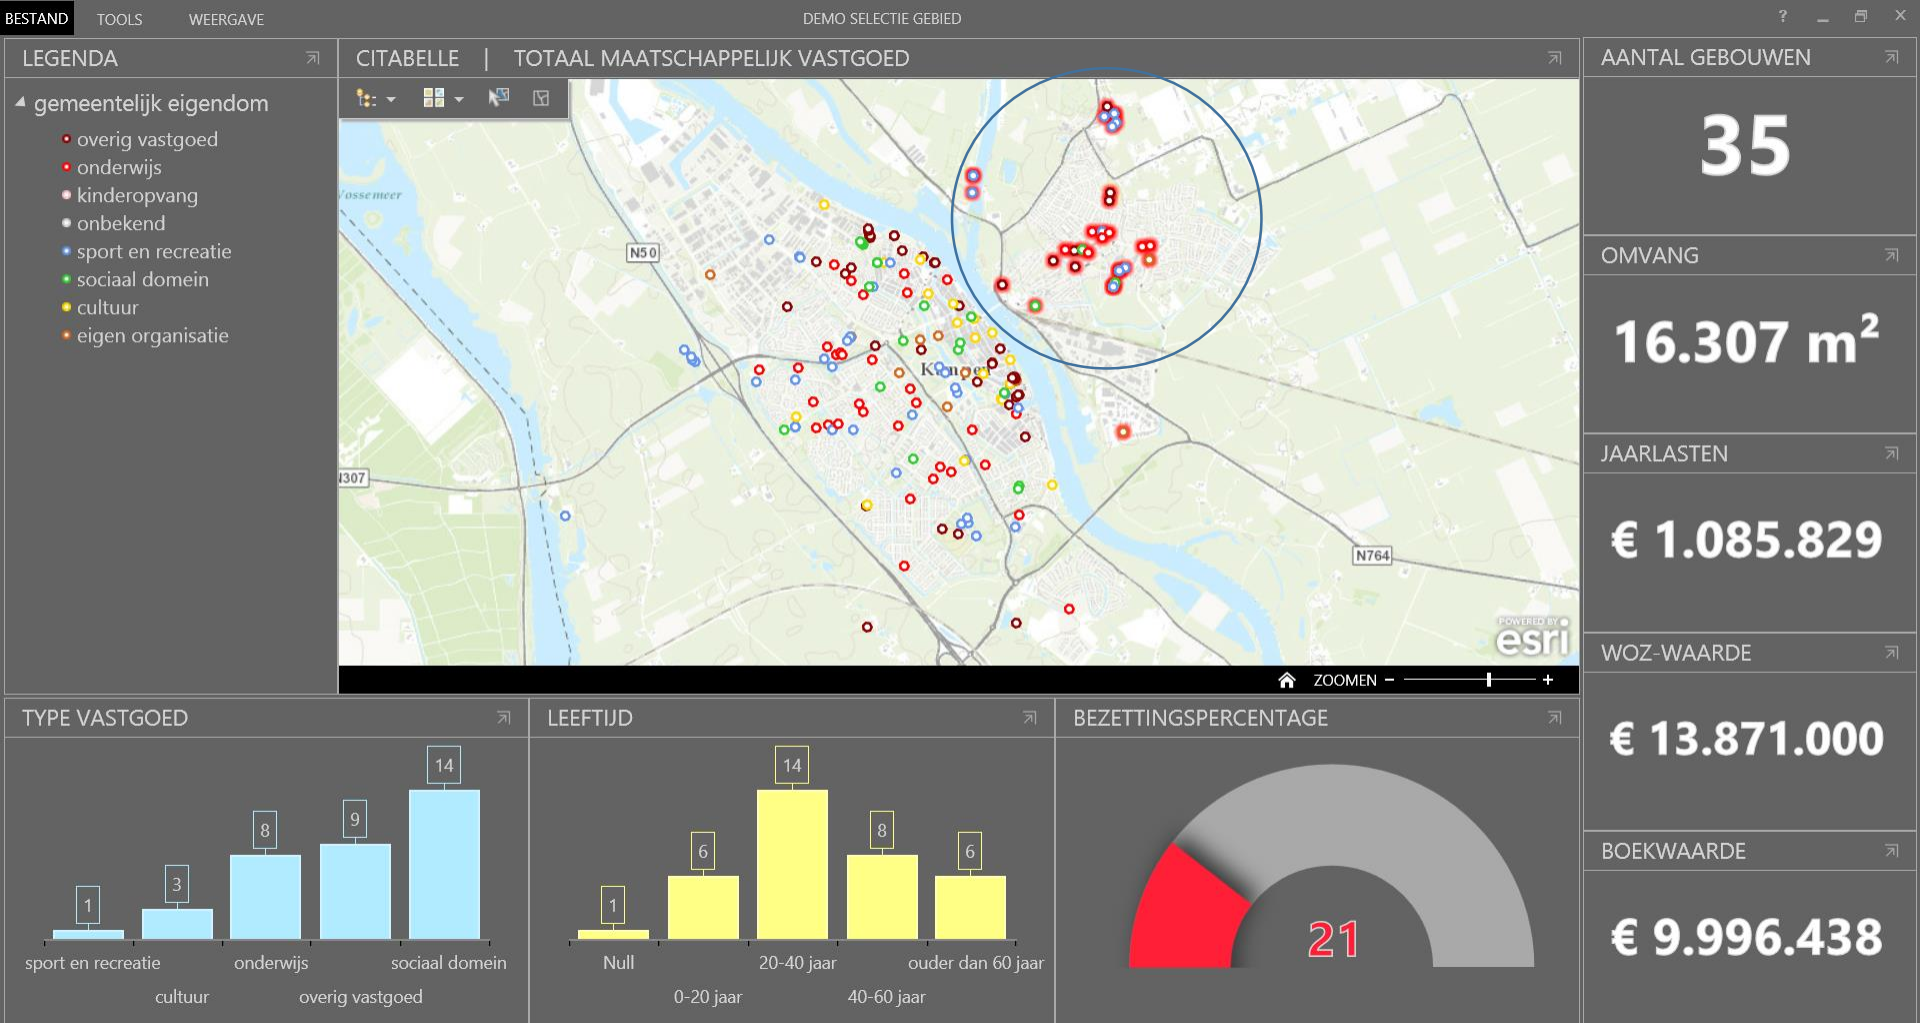 BESTAND TOOLS WEERGAVE DEMO SELECTIE GEBIED ?
LEGENDA
gemeentelijk eigendom
overig vastgoed
onderwijs
kinderopvang
onbekend
sport en recreatie
sociaal domein
cultuur
eigen organisatie
CITABELLE | TOTAAL MAATSCHAPPELIJK VASTGOED
Vossemeer
N50
N307
N764
POWERED BY
esri
ZOOMEN − +
AANTAL GEBOUWEN
35
OMVANG
16.307 m²
JAARLASTEN
€ 1.085.829
WOZ-WAARDE
€ 13.871.000
BOEKWAARDE
€ 9.996.438
TYPE VASTGOED
1 3 8 9 14
sport en recreatie onderwijs sociaal domein
cultuur overig vastgoed
LEEFTIJD
1 6 14 8 6
Null 20-40 jaar ouder dan 60 jaar
0-20 jaar 40-60 jaar
BEZETTINGSPERCENTAGE
21